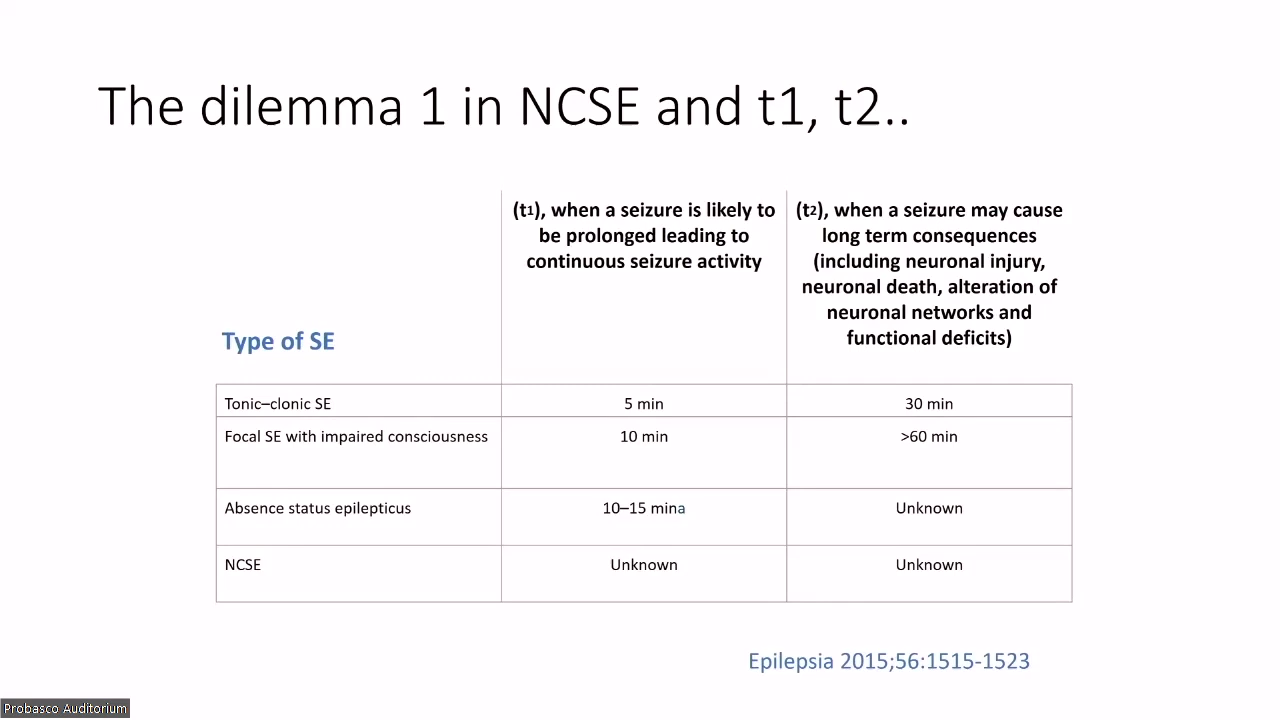 The dilemma 1 in NCSE and t1, t2..
Type of SE
(t1), when a seizure is likely to
be prolonged leading to
continuous seizure activity
(t2), when a seizure may cause
long term consequences
(including neuronal injury,
neuronal death, alteration of
neuronal networks and
functional deficits)
Tonic–clonic SE 5 min 30 min
Focal SE with impaired consciousness 10 min >60 min
Absence status epilepticus 10–15 mina Unknown
NCSE Unknown Unknown
Epilepsia 2015;56:1515-1523
Probasco Auditorium